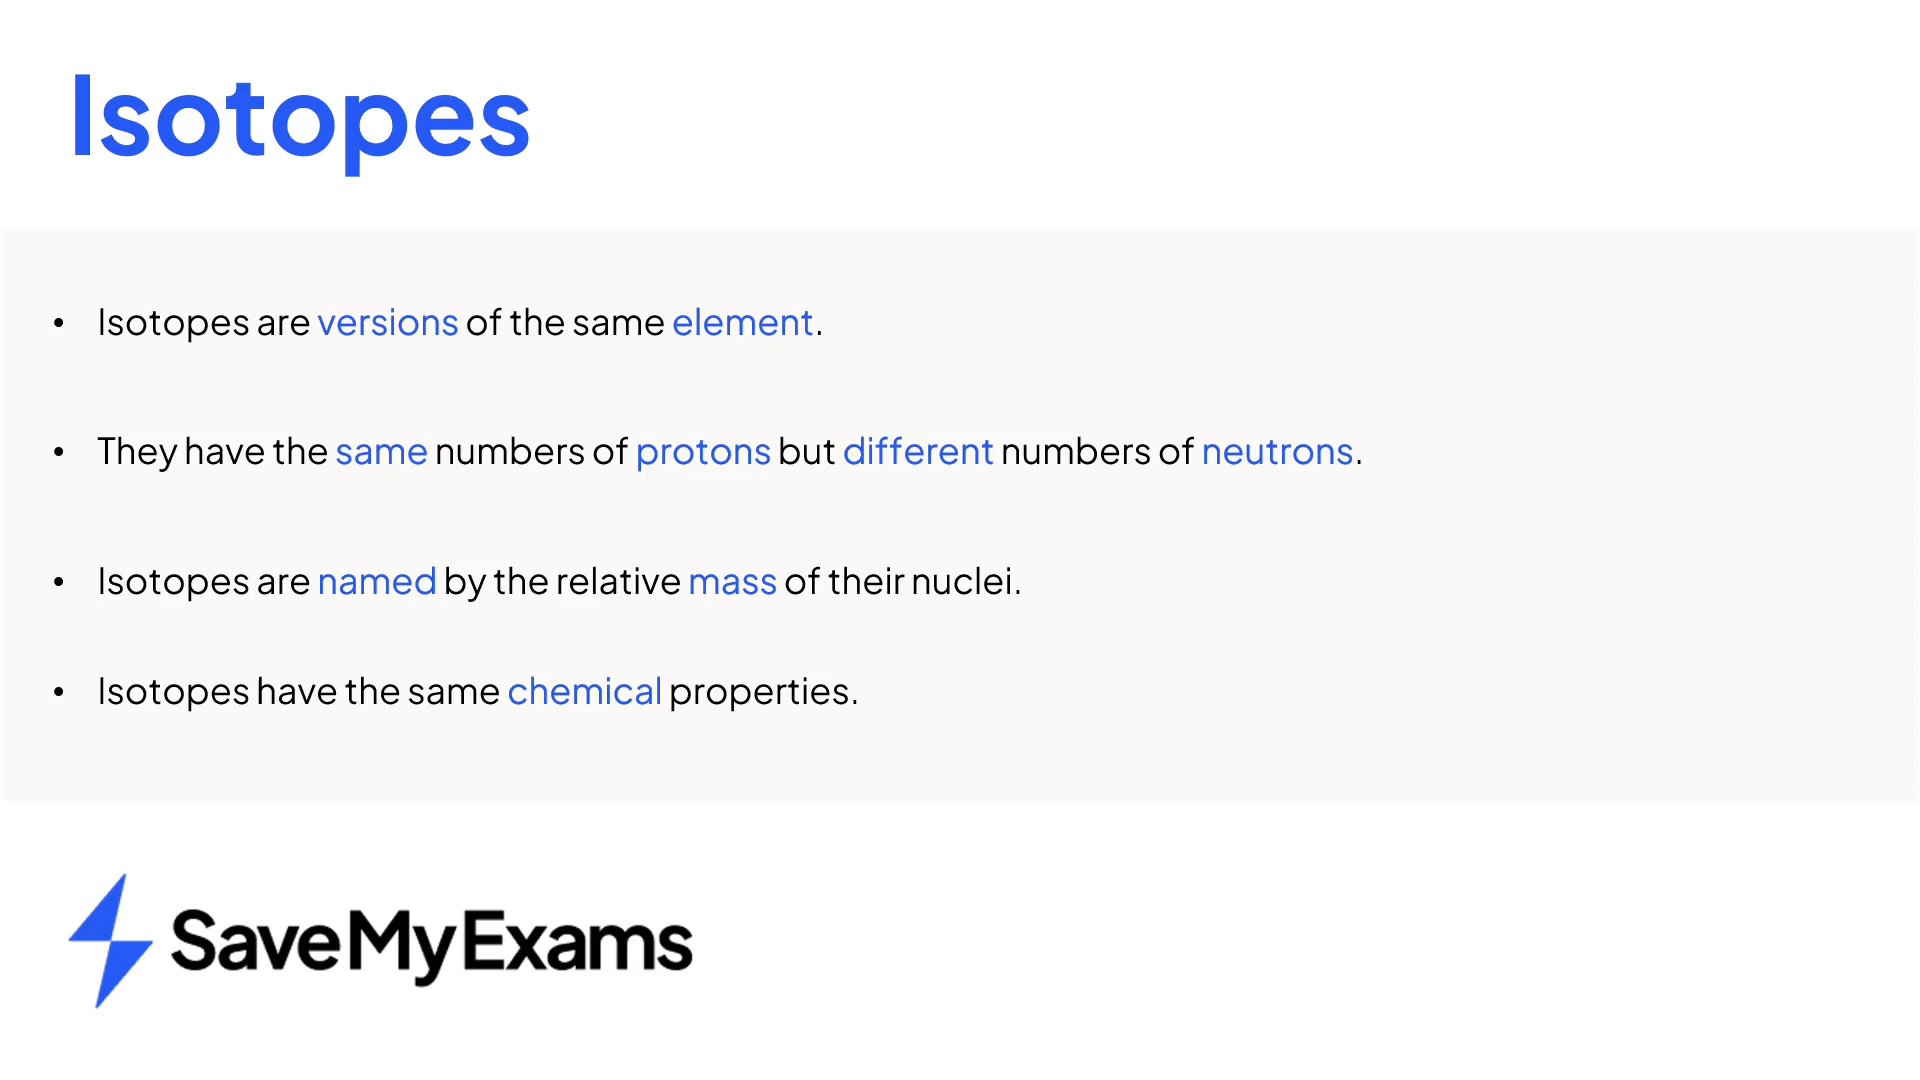 Isotopes
• Isotopes are versions of the same element.
• They have the same numbers of protons but different numbers of neutrons.
• Isotopes are named by the relative mass of their nuclei.
• Isotopes have the same chemical properties.
SaveMyExams